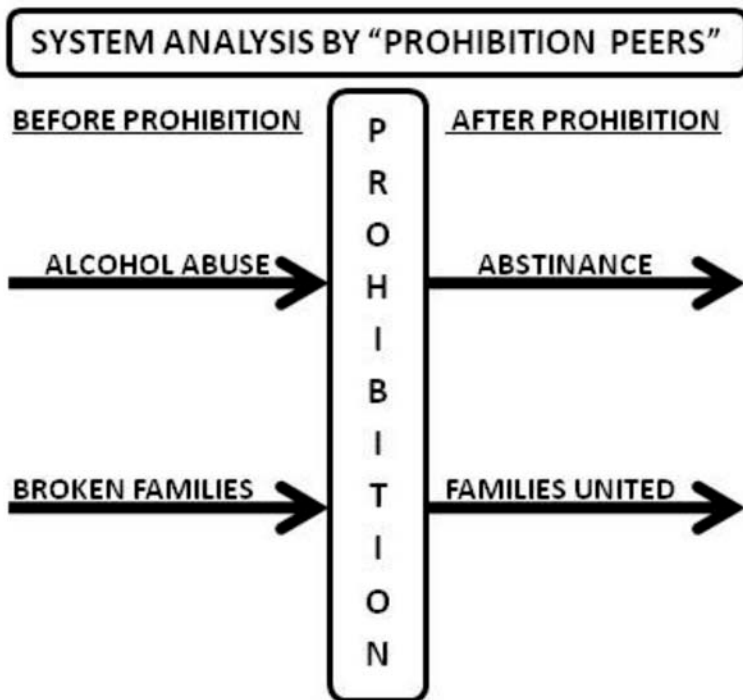 SYSTEM ANALYSIS BY “PROHIBITION PEERS”
BEFORE PROHIBITION
AFTER PROHIBITION
PROHIBITION
ALCOHOL ABUSE
ABSTINANCE
BROKEN FAMILIES
FAMILIES UNITED